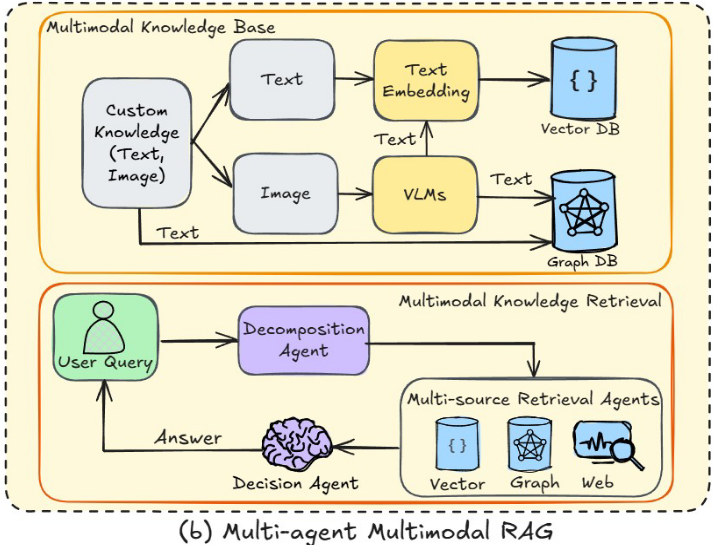 Multimodal Knowledge Base
Custom
Knowledge
(Text,
Image)
Text
Text
Embedding
{ }
Vector DB
Text
Image
VLMs
Text
Text
Graph DB
Multimodal Knowledge Retrieval
User Query
Decomposition
Agent
Multi-source Retrieval Agents
{ }
Vector
Graph
Web
Answer
Decision Agent
(b) Multi-agent Multimodal RAG